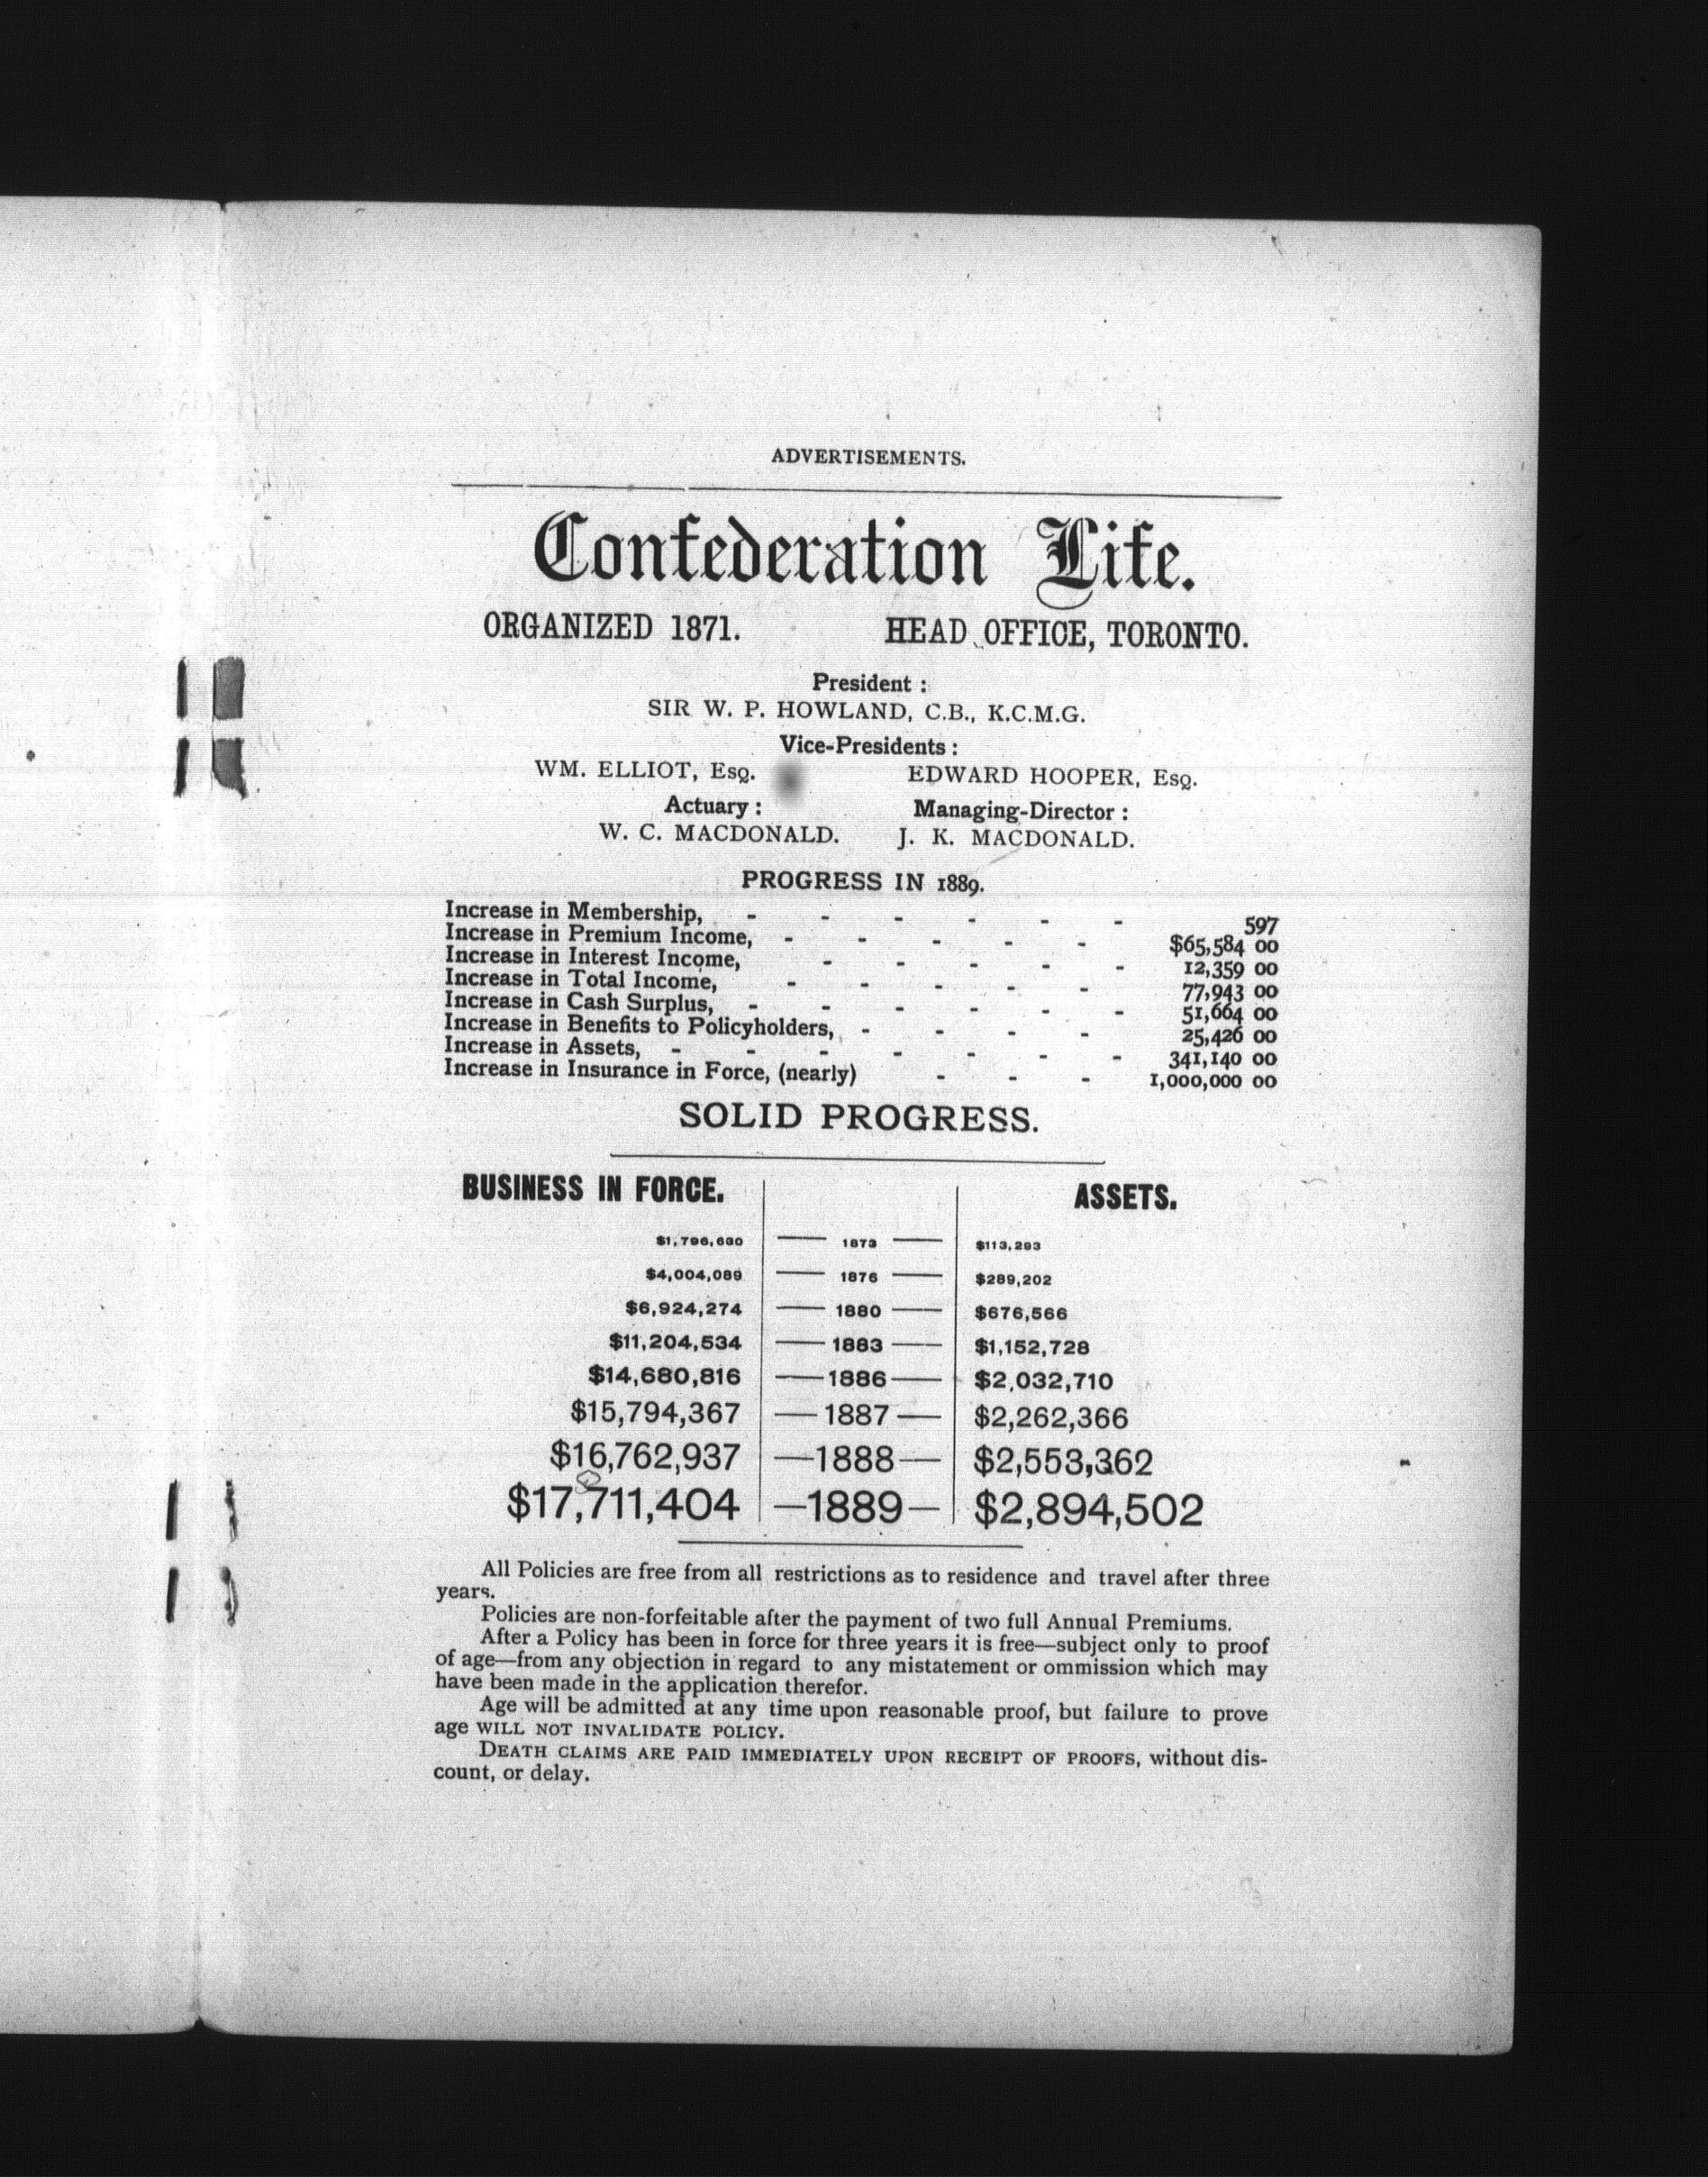 ADVERTISEMENTS.
Confederation Life.
ORGANIZED 1871. HEAD OFFICE, TORONTO.
President :
SIR W. P. HOWLAND, C.B., K.C.M.G.
Vice-Presidents :
WM. ELLIOT, Esq. EDWARD HOOPER, Esq.
Actuary : Managing-Director :
W. C. MACDONALD. J. K. MACDONALD.
PROGRESS IN 1889.
Increase in Membership, - - - - - - 597
Increase in Premium Income, - - - - - $65,584 00
Increase in Interest Income, - - - - - 12,359 00
Increase in Total Income, - - - - - 77,943 00
Increase in Cash Surplus, - - - - - - 51,664 00
Increase in Benefits to Policyholders, - - - - 25,426 00
Increase in Assets, - - - - - - - 341,140 00
Increase in Insurance in Force, (nearly) - - - 1,000,000 00
SOLID PROGRESS.
BUSINESS IN FORCE. ASSETS.
$1,796,680 — 1873 — $113,293
$4,004,089 — 1876 — $289,202
$6,924,274 — 1880 — $676,566
$11,204,534 — 1883 — $1,152,728
$14,680,816 — 1886 — $2,032,710
$15,794,367 — 1887 — $2,262,366
$16,762,937 — 1888 — $2,553,362
$17,711,404 — 1889 — $2,894,502
All Policies are free from all restrictions as to residence and travel after three
years.
Policies are non-forfeitable after the payment of two full Annual Premiums.
After a Policy has been in force for three years it is free—subject only to proof
of age—from any objection in regard to any mistatement or ommission which may
have been made in the application therefor.
Age will be admitted at any time upon reasonable proof, but failure to prove
age WILL NOT INVALIDATE POLICY.
DEATH CLAIMS ARE PAID IMMEDIATELY UPON RECEIPT OF PROOFS, without dis-
count, or delay.